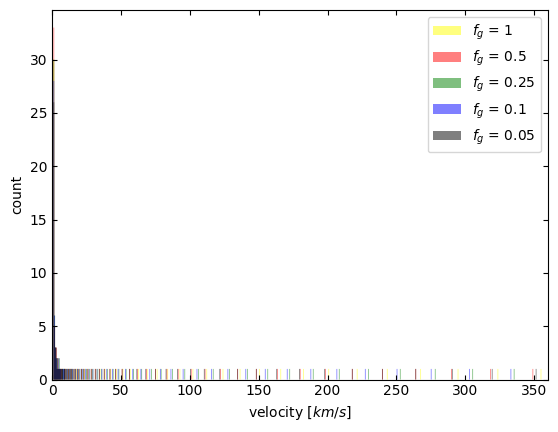 30
25
20
15
10
5
0
count
0 50 100 150 200 250 300 350
velocity [km/s]
f_g = 1
f_g = 0.5
f_g = 0.25
f_g = 0.1
f_g = 0.05